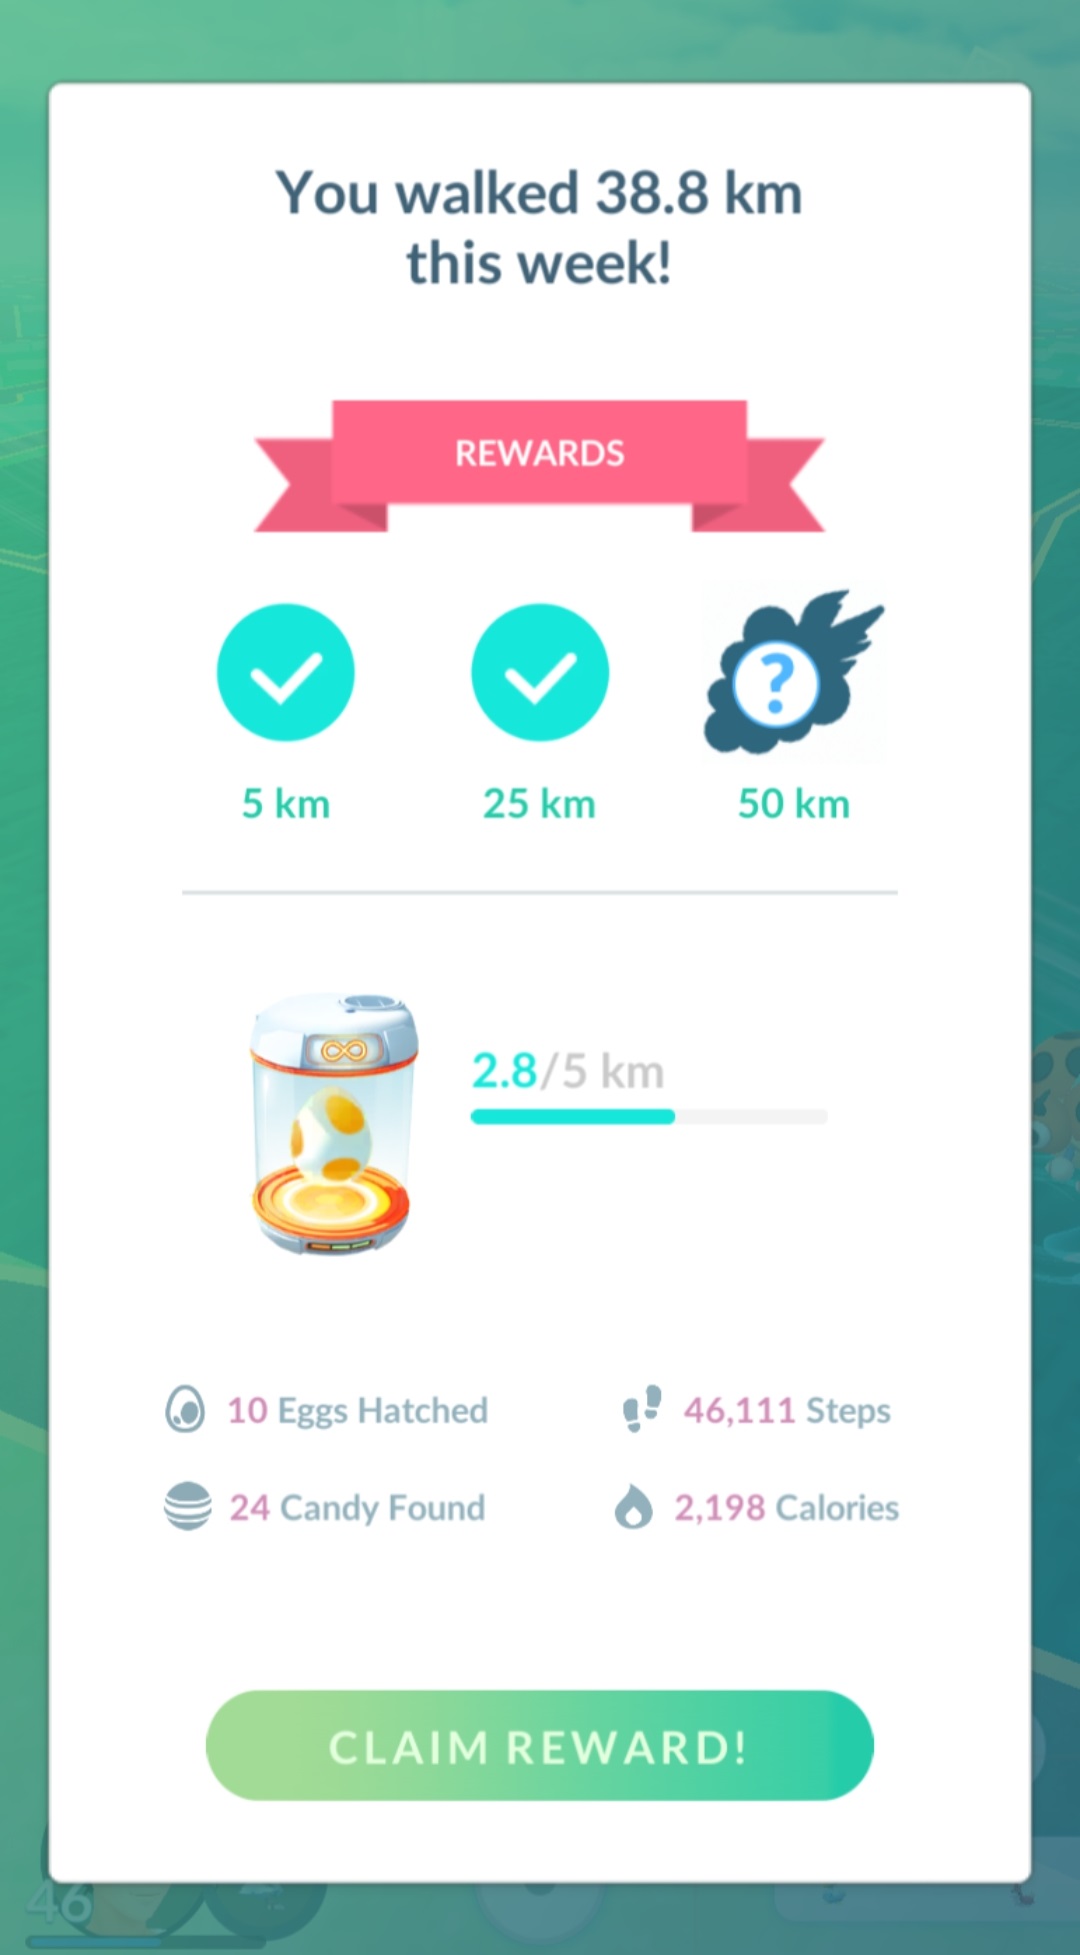 You walked 38.8 km
this week!
REWARDS
?
5 km
25 km
50 km
2.8/5 km
10 Eggs Hatched
46,111 Steps
24 Candy Found
2,198 Calories
CLAIM REWARD!
46